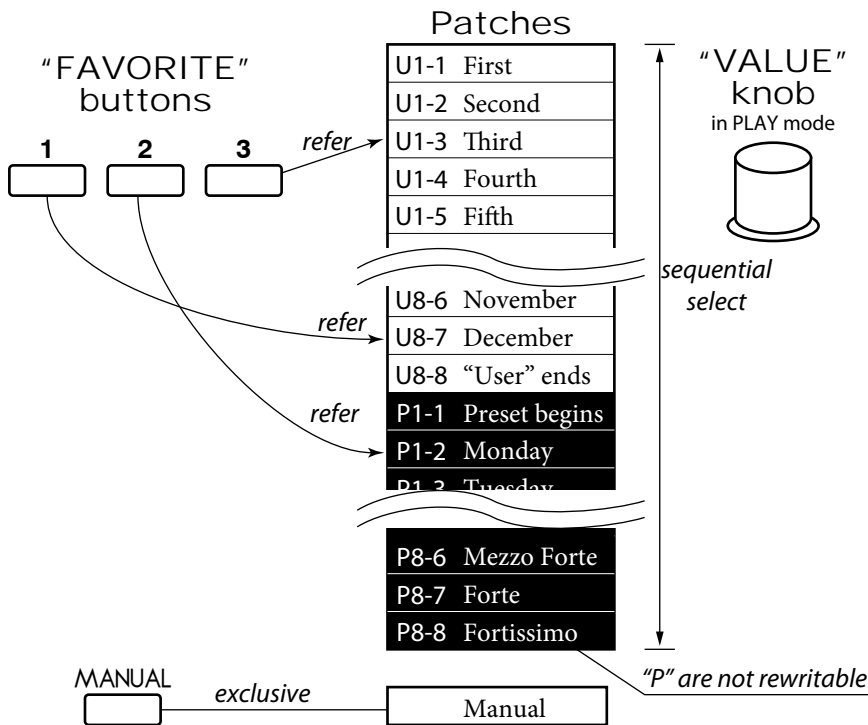 Patches
"FAVORITE"
buttons
1 2 3
refer
refer
refer
U1-1 First
U1-2 Second
U1-3 Third
U1-4 Fourth
U1-5 Fifth
U8-6 November
U8-7 December
U8-8 “User” ends
P1-1 Preset begins
P1-2 Monday
P1-3 Tuesday
P8-6 Mezzo Forte
P8-7 Forte
P8-8 Fortissimo
"VALUE"
knob
in PLAY mode
sequential
select
“P” are not rewritable
MANUAL
exclusive
Manual